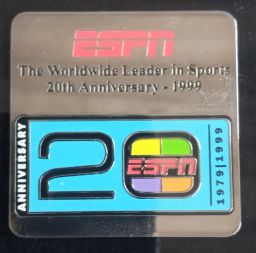 ESPN
The Worldwide Leader in Sports
20th Anniversary - 1999
ANNIVERSARY
20
ESPN
1979|1999